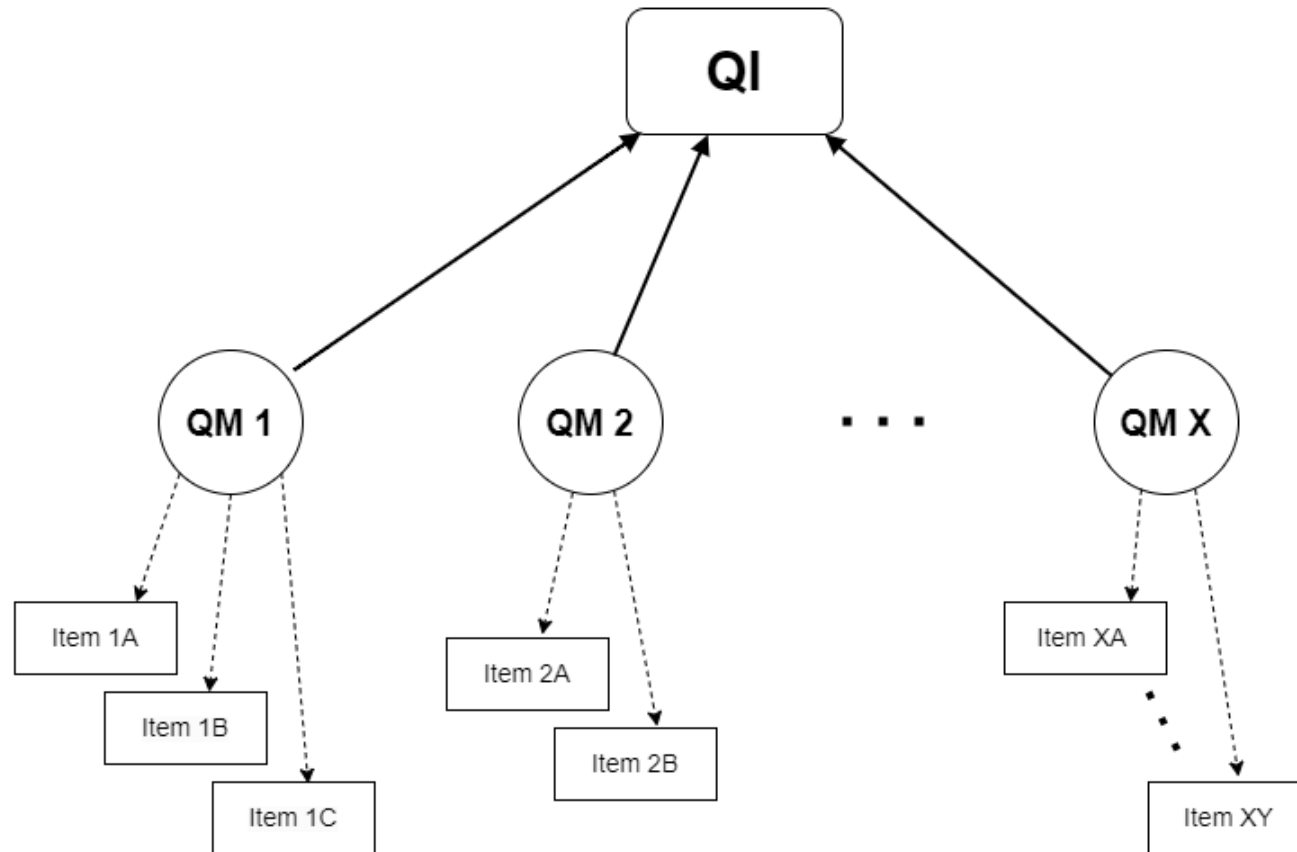 QI
QM 1
QM 2
. . .
QM X
Item 1A
Item 1B
Item 1C
Item 2A
Item 2B
Item XA
Item XY